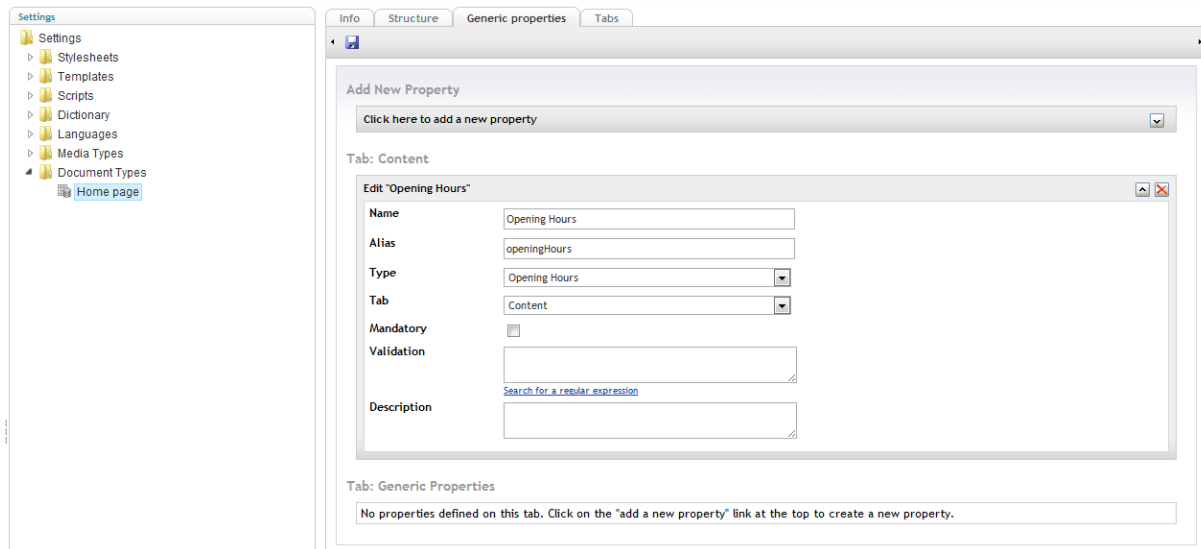 Settings
Settings
Stylesheets
Templates
Scripts
Dictionary
Languages
Media Types
Document Types
Home page
Info Structure Generic properties Tabs
Add New Property
Click here to add a new property
Tab: Content
Edit "Opening Hours"
Name Opening Hours
Alias openingHours
Type Opening Hours
Tab Content
Mandatory
Validation
Search for a regular expression
Description
Tab: Generic Properties
No properties defined on this tab. Click on the "add a new property" link at the top to create a new property.